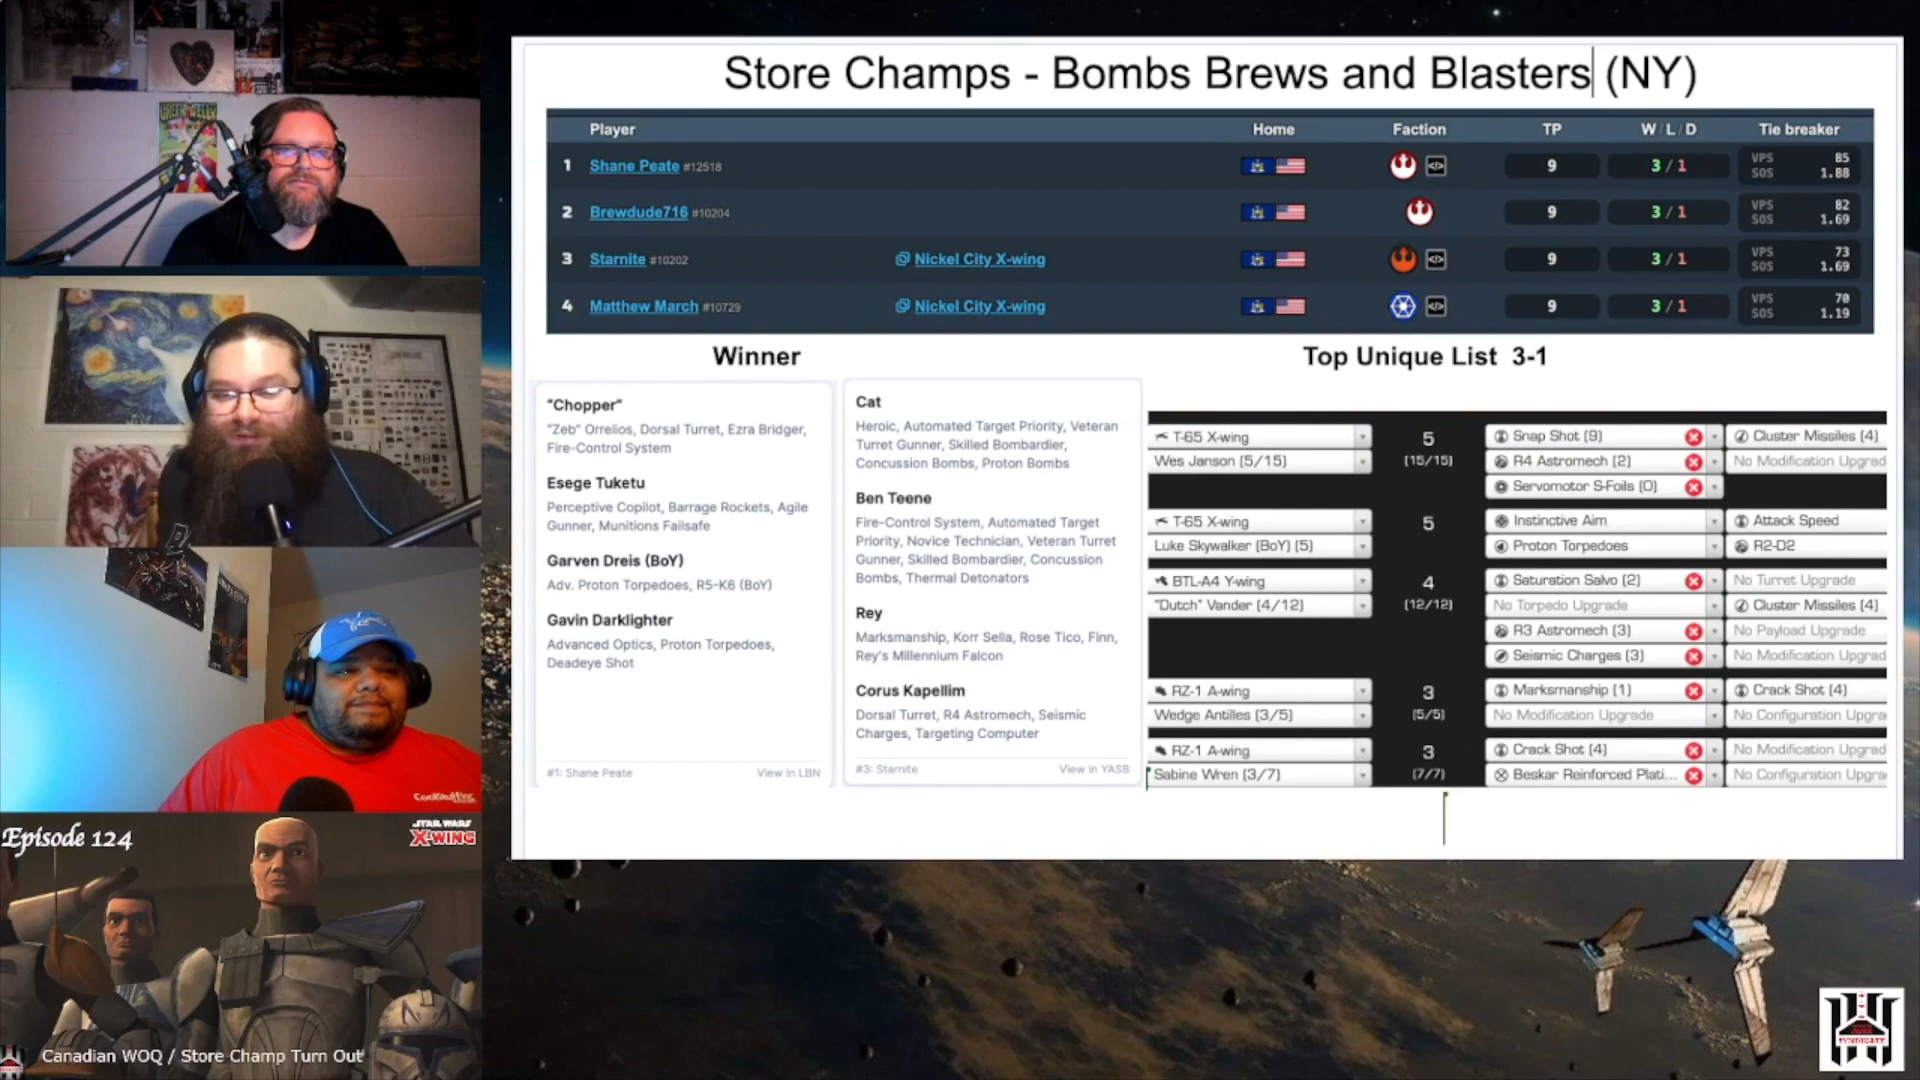 Store Champs - Bombs Brews and Blasters (NY)
Player Home Faction TP W / L / D Tie breaker
1 Shane Peate #12518 9 3 / 1 VPS 85
SOS 1.88
2 Brewdude716 #10204 9 3 / 1 VPS 82
SOS 1.69
3 Starnite #10202 Nickel City X-wing 9 3 / 1 VPS 73
SOS 1.69
4 Matthew March #10729 Nickel City X-wing 9 3 / 1 VPS 70
SOS 1.19
Winner
"Chopper"
"Zeb" Orrelios, Dorsal Turret, Ezra Bridger,
Fire-Control System
Esege Tuketu
Perceptive Copilot, Barrage Rockets, Agile
Gunner, Munitions Failsafe
Garven Dreis (BoY)
Adv. Proton Torpedoes, R5-K6 (BoY)
Gavin Darklighter
Advanced Optics, Proton Torpedoes,
Deadeye Shot
#1: Shane Peate View in LBN
Cat
Heroic, Automated Target Priority, Veteran
Turret Gunner, Skilled Bombardier,
Concussion Bombs, Proton Bombs
Ben Teene
Fire-Control System, Automated Target
Priority, Novice Technician, Veteran Turret
Gunner, Skilled Bombardier, Concussion
Bombs, Thermal Detonators
Rey
Marksmanship, Korr Sella, Rose Tico, Finn,
Rey's Millennium Falcon
Corus Kapellim
Dorsal Turret, R4 Astromech, Seismic
Charges, Targeting Computer
#3: Starnite View in YASB
Top Unique List 3-1
T-65 X-wing 5 Snap Shot (9) Cluster Missiles (4)
Wes Janson (5/15) (15/15) R4 Astromech (2) No Modification Upgrad
Servomotor S-Foils (0)
T-65 X-wing 5 Instinctive Aim Attack Speed
Luke Skywalker (BoY) (5) Proton Torpedoes R2-D2
BTL-A4 Y-wing 4 Saturation Salvo (2) No Turret Upgrade
"Dutch" Vander (4/12) (12/12) No Torpedo Upgrade Cluster Missiles (4)
R3 Astromech (3) No Payload Upgrade
Seismic Charges (3) No Modification Upgrad
RZ-1 A-wing 3 Marksmanship (1) Crack Shot (4)
Wedge Antilles (3/5) (5/5) No Modification Upgrade No Configuration Upgra
RZ-1 A-wing 3 Crack Shot (4) No Modification Upgrad
Sabine Wren (3/7) (7/7) Beskar Reinforced Plati... No Configuration Upgra
Lions
CoolStuffInc
Episode 124
STAR WARS
X-WING
Canadian WOQ / Store Champ Turn Out
SYNDICATE